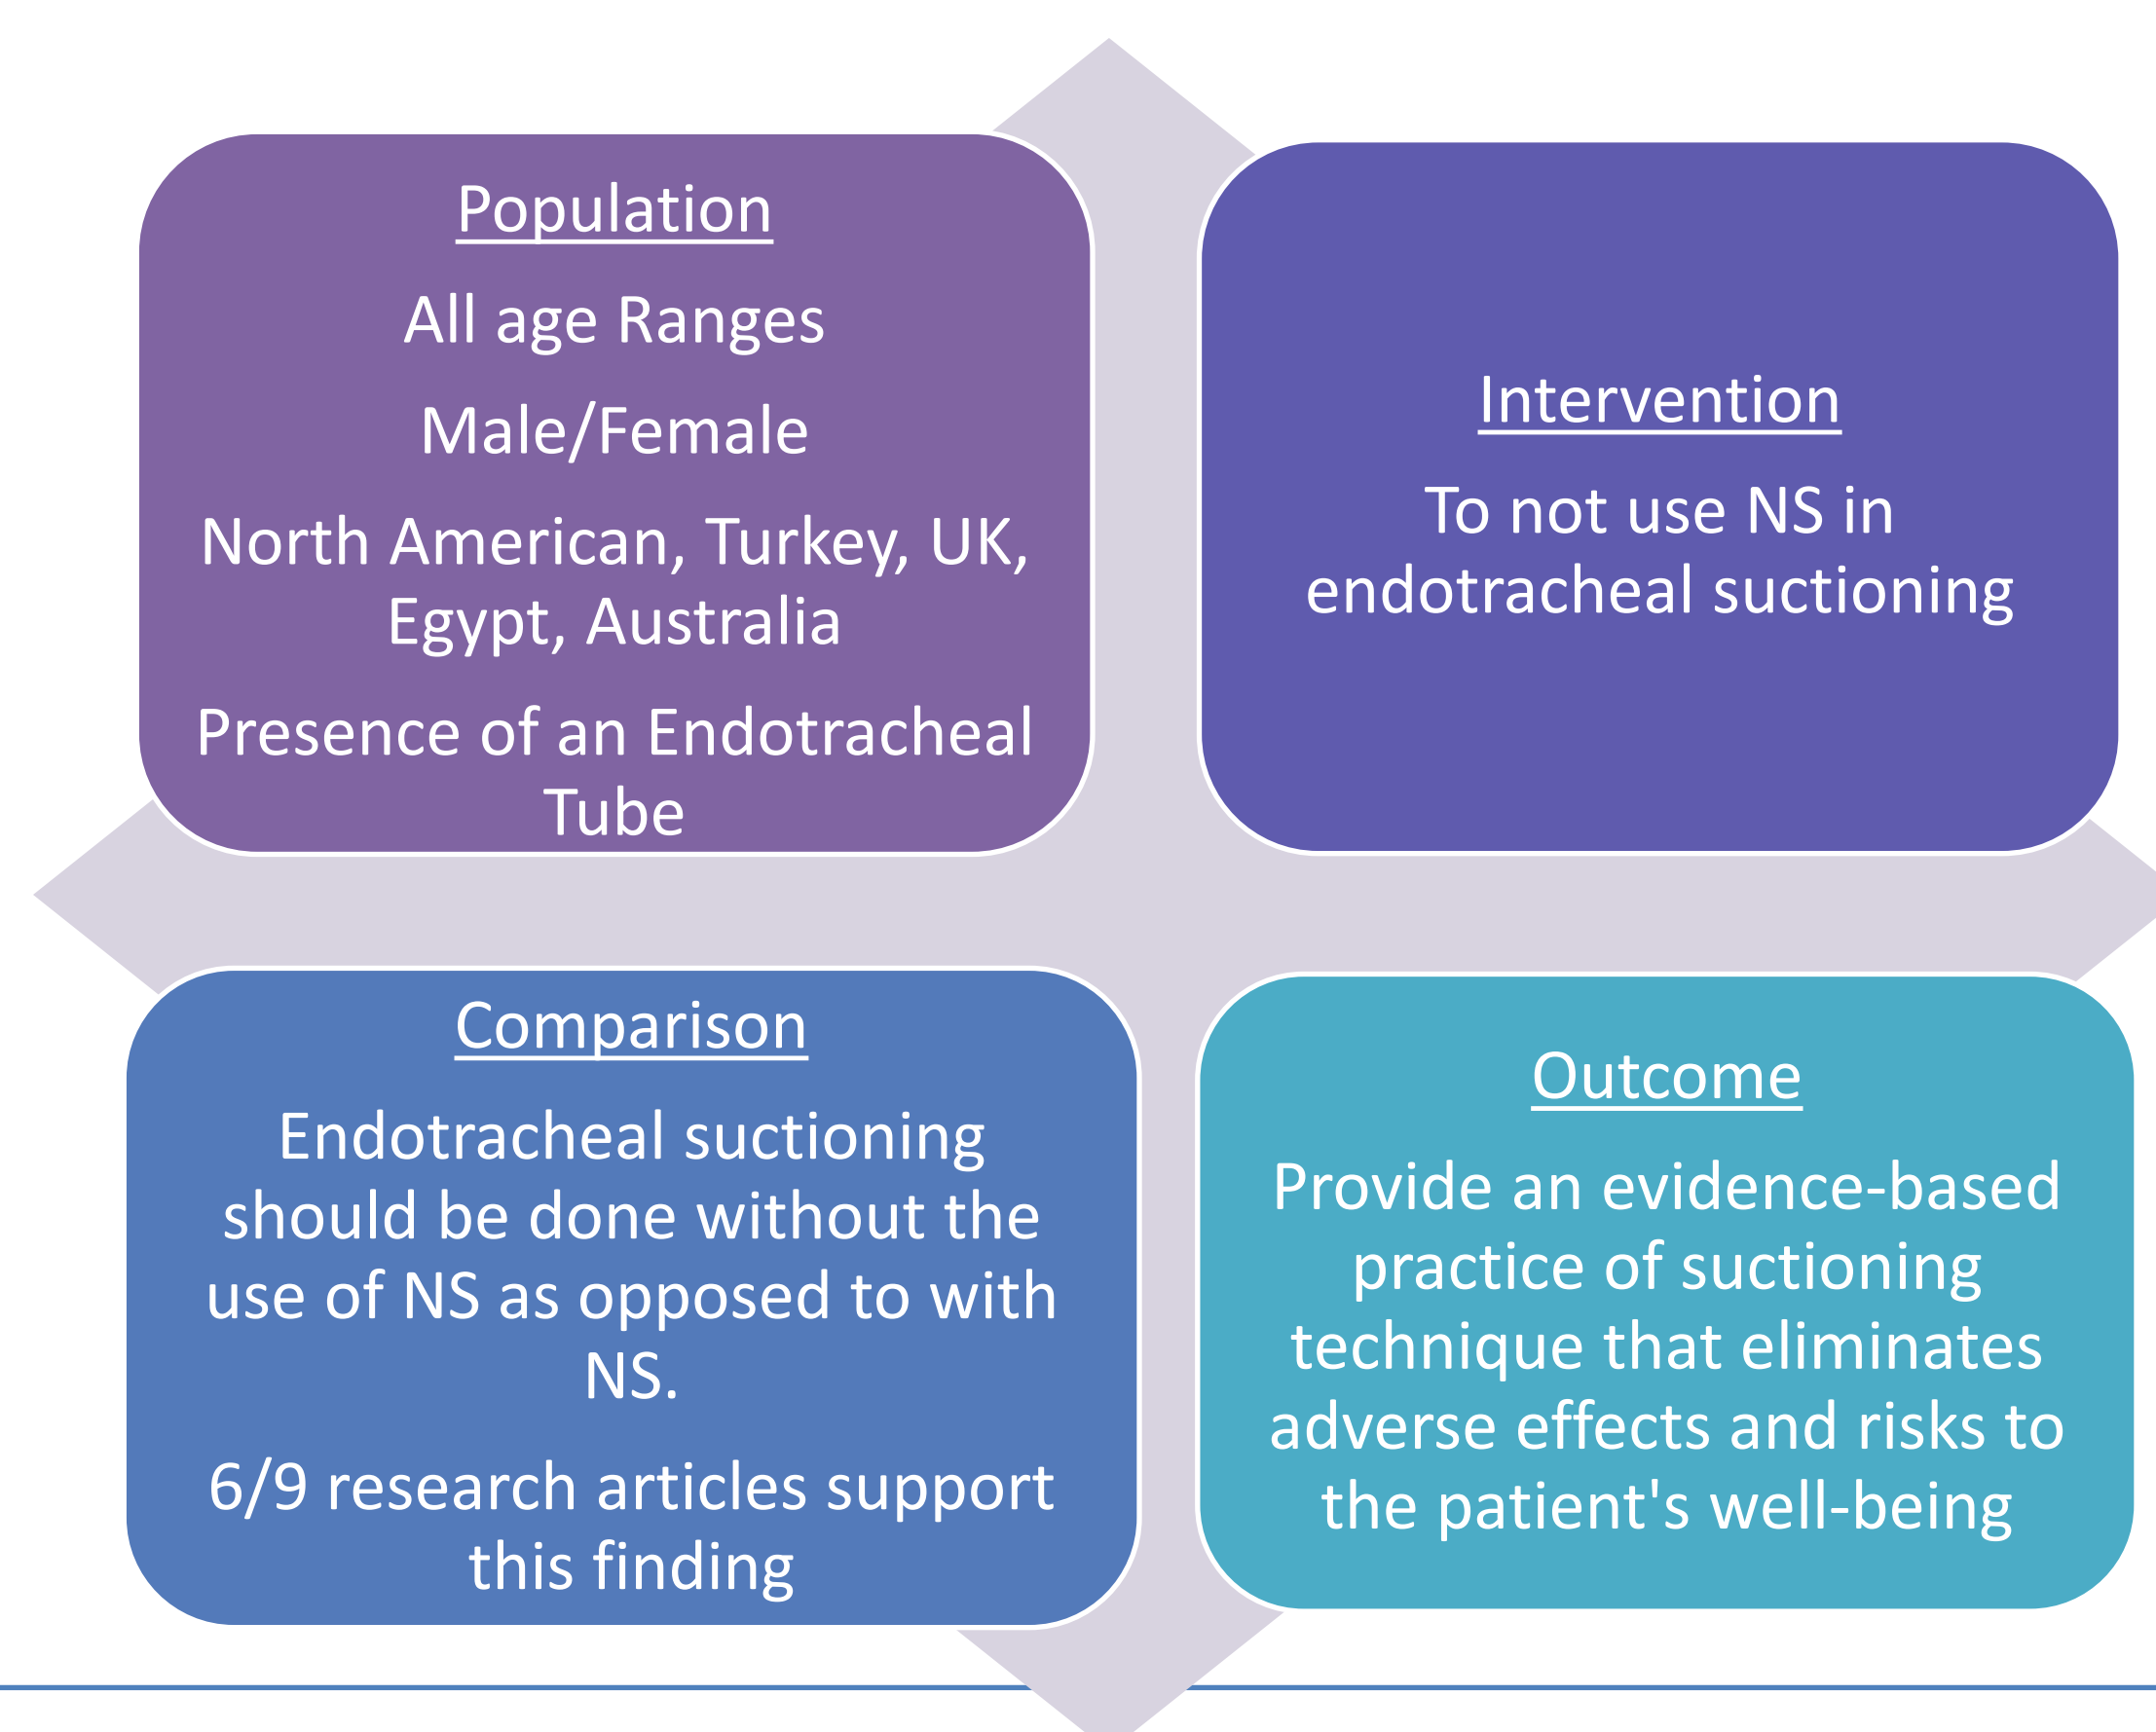 Population
All age Ranges
Male/Female
North American, Turkey, UK,
Egypt, Australia
Presence of an Endotracheal
Tube
Intervention
To not use NS in
endotracheal suctioning
Comparison
Endotracheal suctioning
should be done without the
use of NS as opposed to with
NS.
6/9 research articles support
this finding
Outcome
Provide an evidence-based
practice of suctioning
technique that eliminates
adverse effects and risks to
the patient's well-being